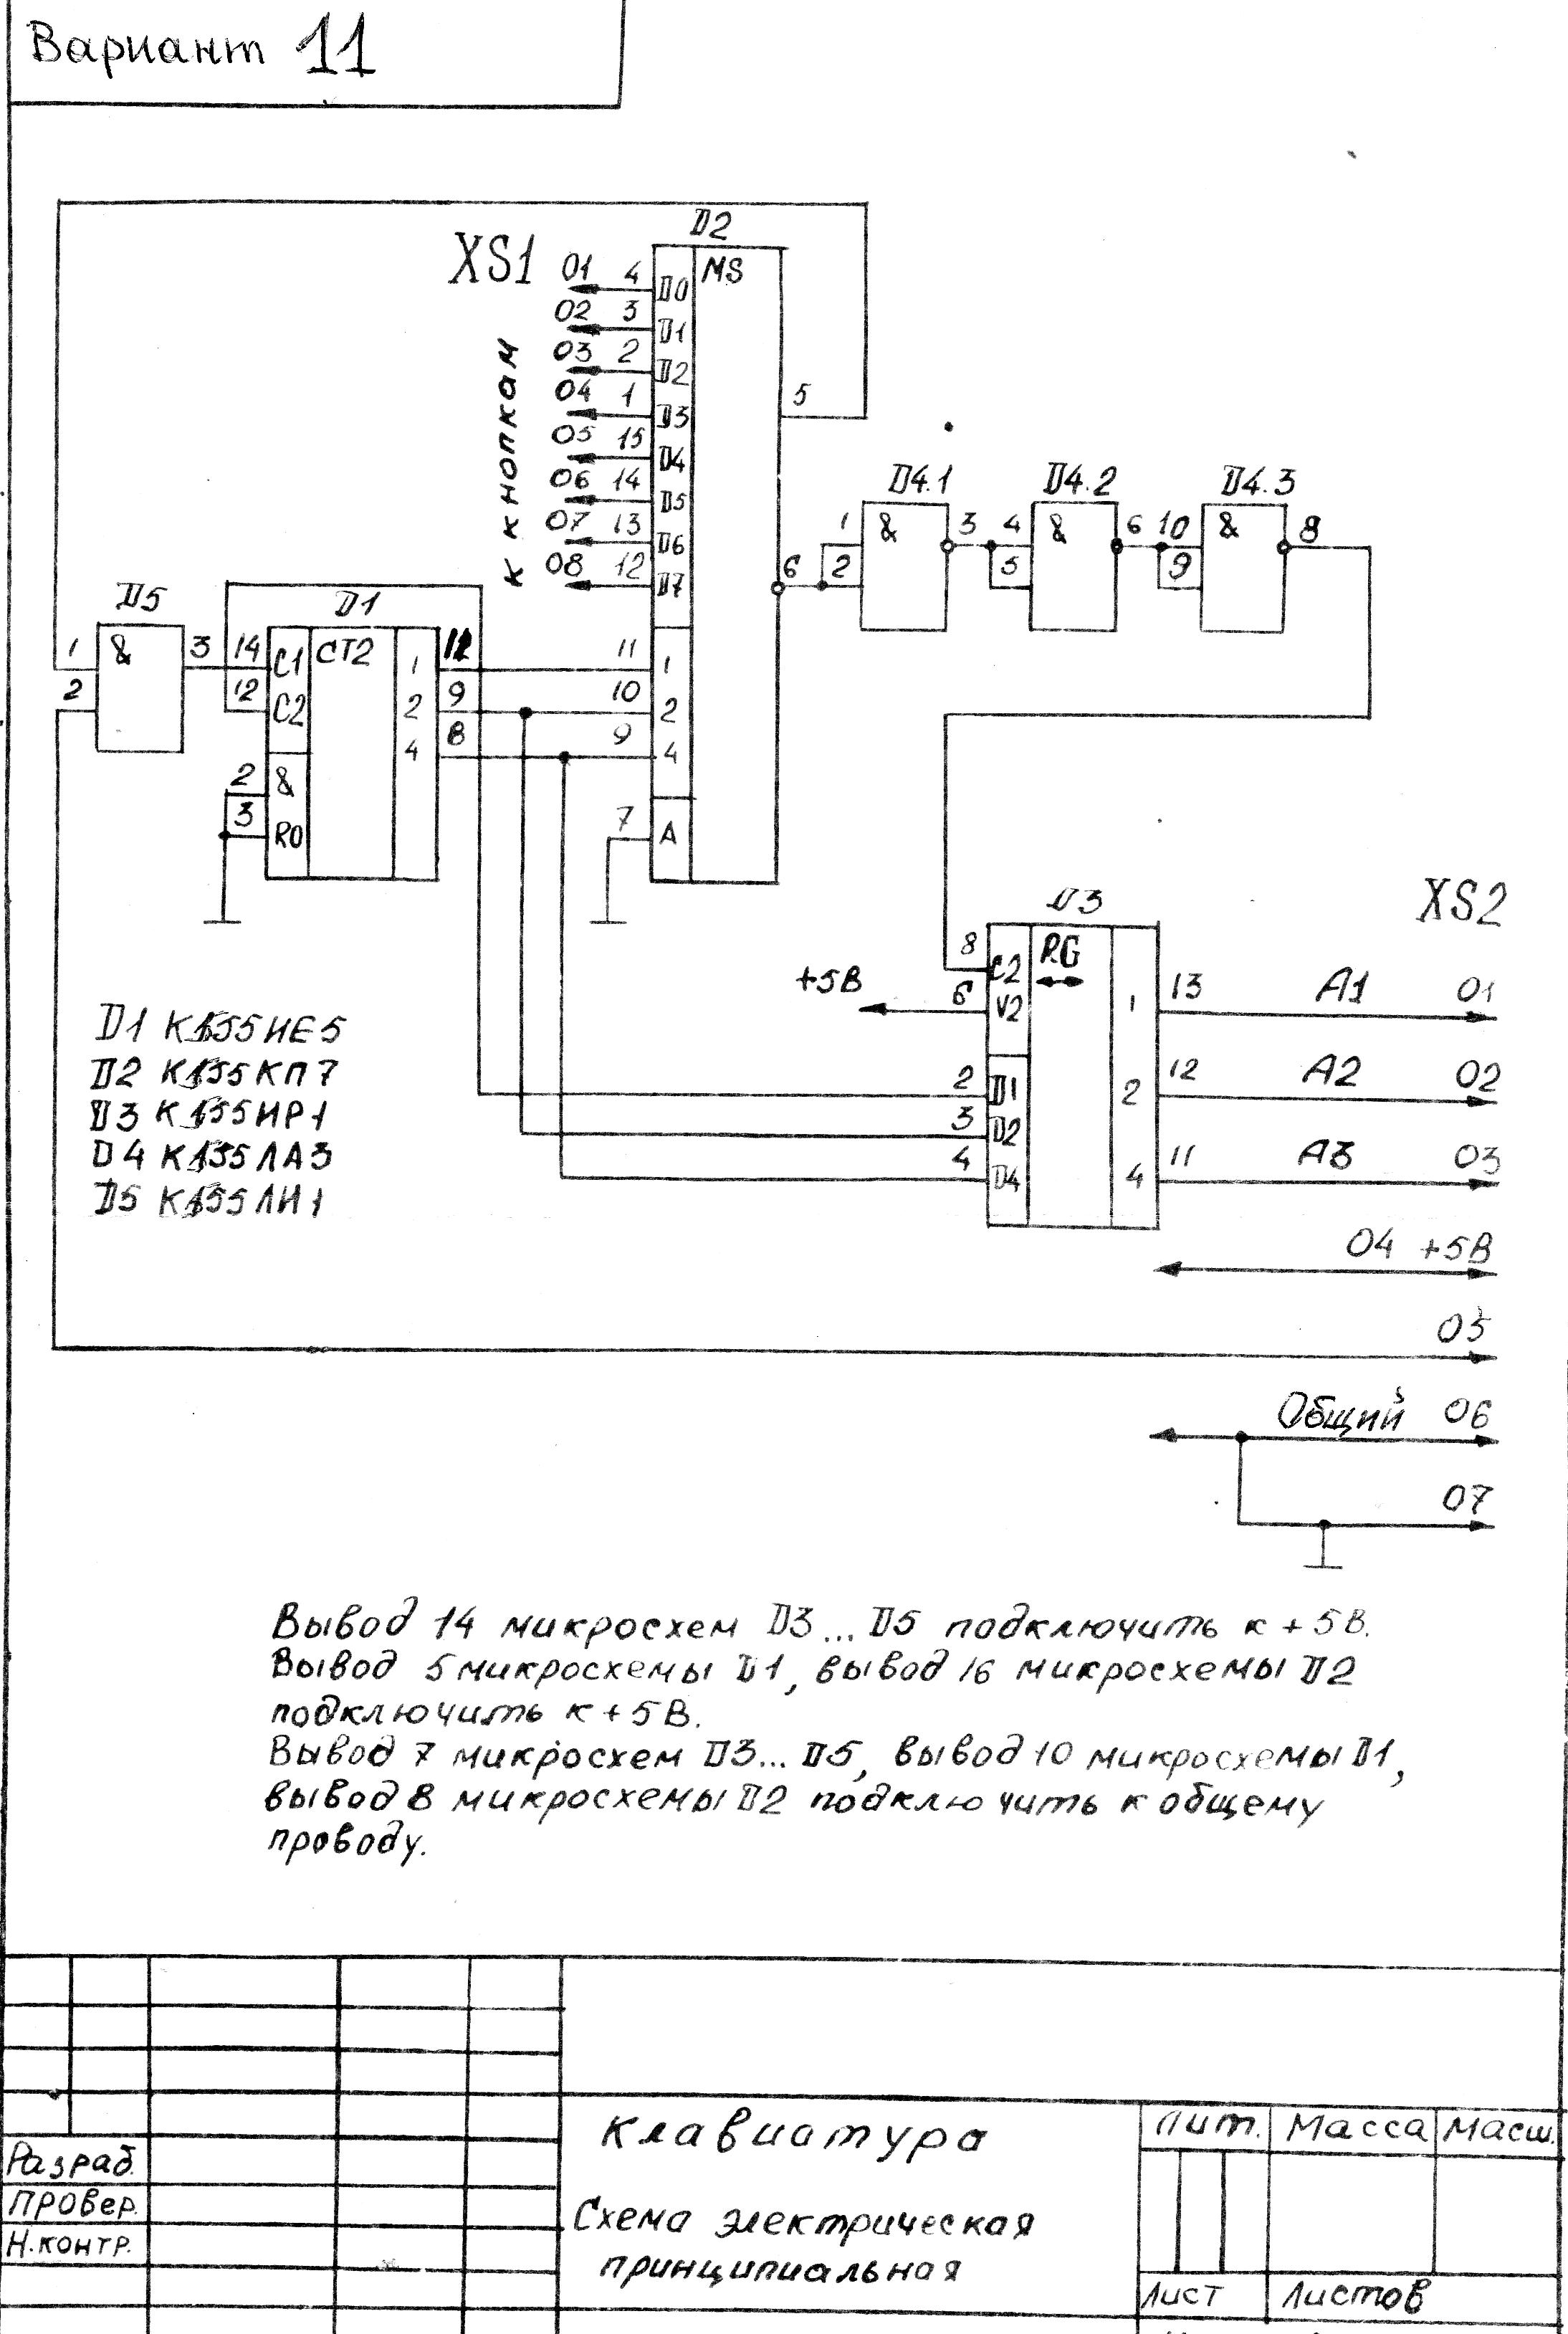 Вариант 11
D2
XS1
01 4 D0 MS
02 3 D1
03 2 D2
04 1 D3
05 15 D4
06 14 D5
07 13 D6
08 12 D7
к кнопкам
5
6
D4.1
1 & 3
2
D4.2
4 & 6
5
D4.3
10 & 8
9
D5
1 & 3
2
D1
14 C1 CT2 1 12
12 C2 2 9
4 8
2 &
3 R0
11 1
10 2
9 4
7 A
D3
XS2
8 C2 RG
+5В 6 V2
1 13 A1 01
2 D1 2 12 A2 02
3 D2
4 D4 4 11 A3 03
04 +5В
05
Общий 06
07
D1 К155ИЕ5
D2 К155КП7
D3 К155ИР1
D4 К155ЛА3
D5 К155ЛИ1
Вывод 14 микросхем D3...D5 подключить к +5В.
Вывод 5 микросхемы D1, вывод 16 микросхемы D2
подключить к +5В.
Вывод 7 микросхем D3...D5, вывод 10 микросхемы D1,
вывод 8 микросхемы D2 подключить к общему
проводу.
Разраб.
Провер.
Н.контр.
Клавиатура
Схема электрическая
принципиальная
Лит. Масса Масш.
Лист Листов